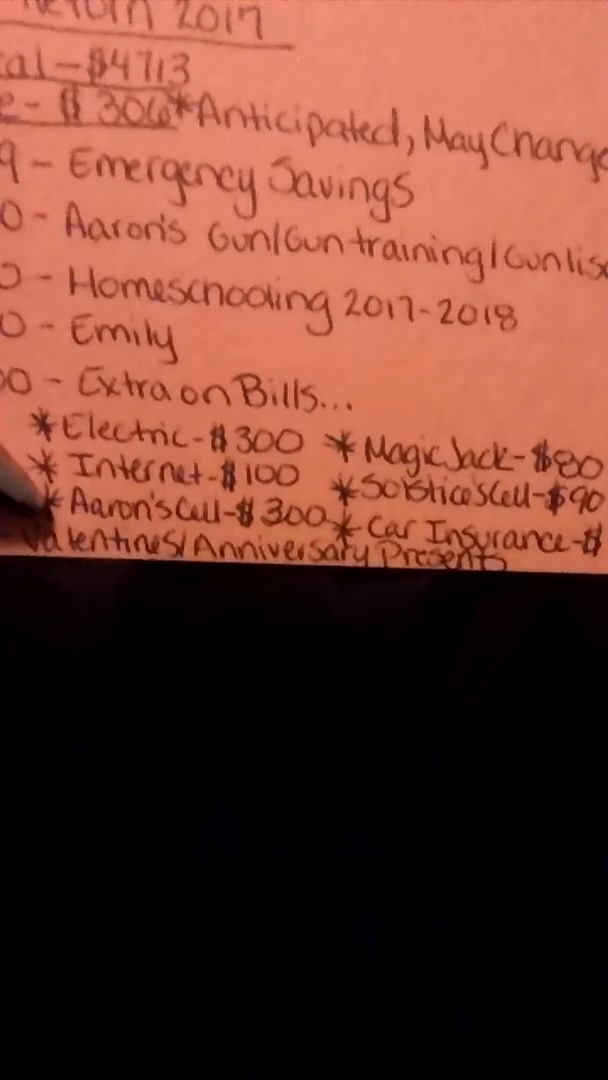 Return 2017
al - $4713
e - $306 *Anticipated, May Change
9 - Emergency Savings
0 - Aaron's Gun/Gun training/Gun lis
0 - Homeschooling 2017-2018
0 - Emily
00 - Extra on Bills...
*Electric - $300 *Magic Jack - $80
* Internet - $100 *Solstice's Cell - $90
* Aaron's Cell - $300 * Car Insurance - $
Valentines/Anniversary Presents